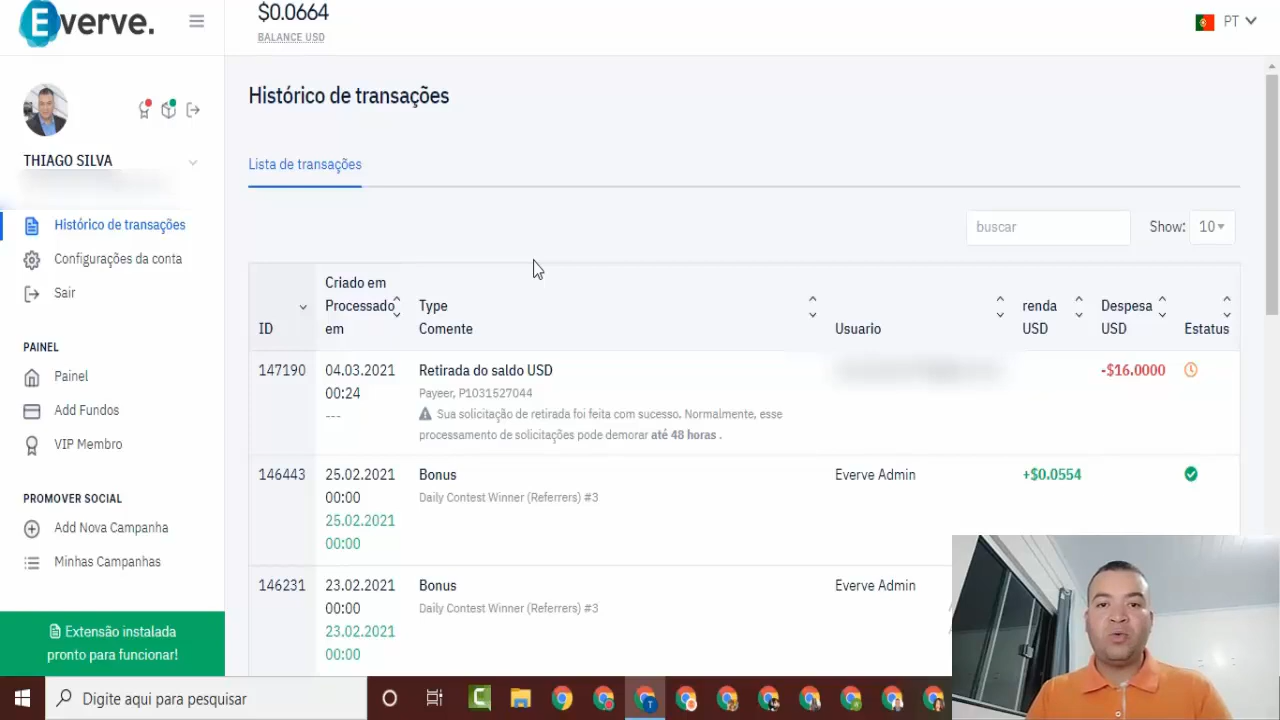 Everve.
$0.0664
BALANCE USD
PT
THIAGO SILVA
Histórico de transações
Configurações da conta
Sair
PAINEL
Painel
Add Fundos
VIP Membro
PROMOVER SOCIAL
Add Nova Campanha
Minhas Campanhas
Extensão instalada
pronto para funcionar!
Histórico de transações
Lista de transações
buscar
Show: 10
ID
Criado em
Processado
em
Type
Comente
Usuario
renda
USD
Despesa
USD
Estatus
147190
04.03.2021
00:24
---
Retirada do saldo USD
Payeer, P1031527044
Sua solicitação de retirada foi feita com sucesso. Normalmente, esse
processamento de solicitações pode demorar até 48 horas .
-$16.0000
146443
25.02.2021
00:00
25.02.2021
00:00
Bonus
Daily Contest Winner (Referrers) #3
Everve Admin
+$0.0554
146231
23.02.2021
00:00
23.02.2021
00:00
Bonus
Daily Contest Winner (Referrers) #3
Everve Admin
Digite aqui para pesquisar